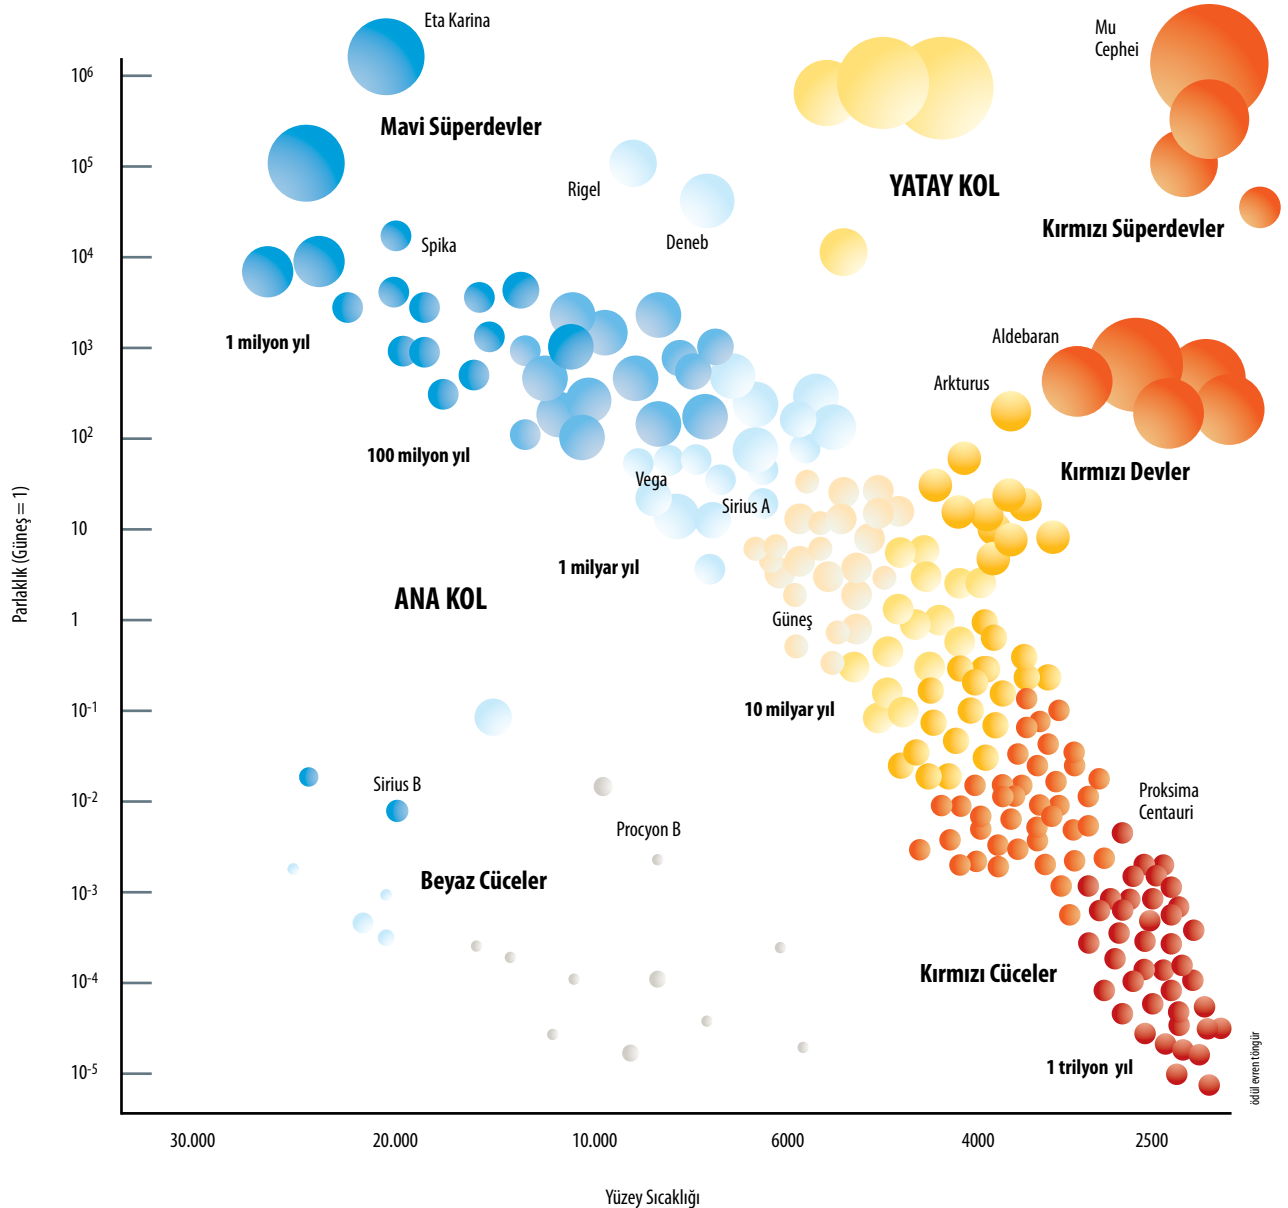 Eta Karina
Mu
Cephei
10⁶
Mavi Süperdevler
10⁵
Rigel
YATAY KOL
Deneb
Kırmızı Süperdevler
Spika
10⁴
1 milyon yıl
10³
Aldebaran
Arkturus
10²
100 milyon yıl
Kırmızı Devler
Vega
Sirius A
10
1 milyar yıl
ANA KOL
Parlaklık (Güneş = 1)
1
Güneş
10⁻¹
10 milyar yıl
Sirius B
10⁻²
Proksima
Centauri
Procyon B
Beyaz Cüceler
10⁻³
Kırmızı Cüceler
10⁻⁴
1 trilyon yıl
10⁻⁵
ödül evren töngür
30.000 20.000 10.000 6000 4000 2500
Yüzey Sıcaklığı